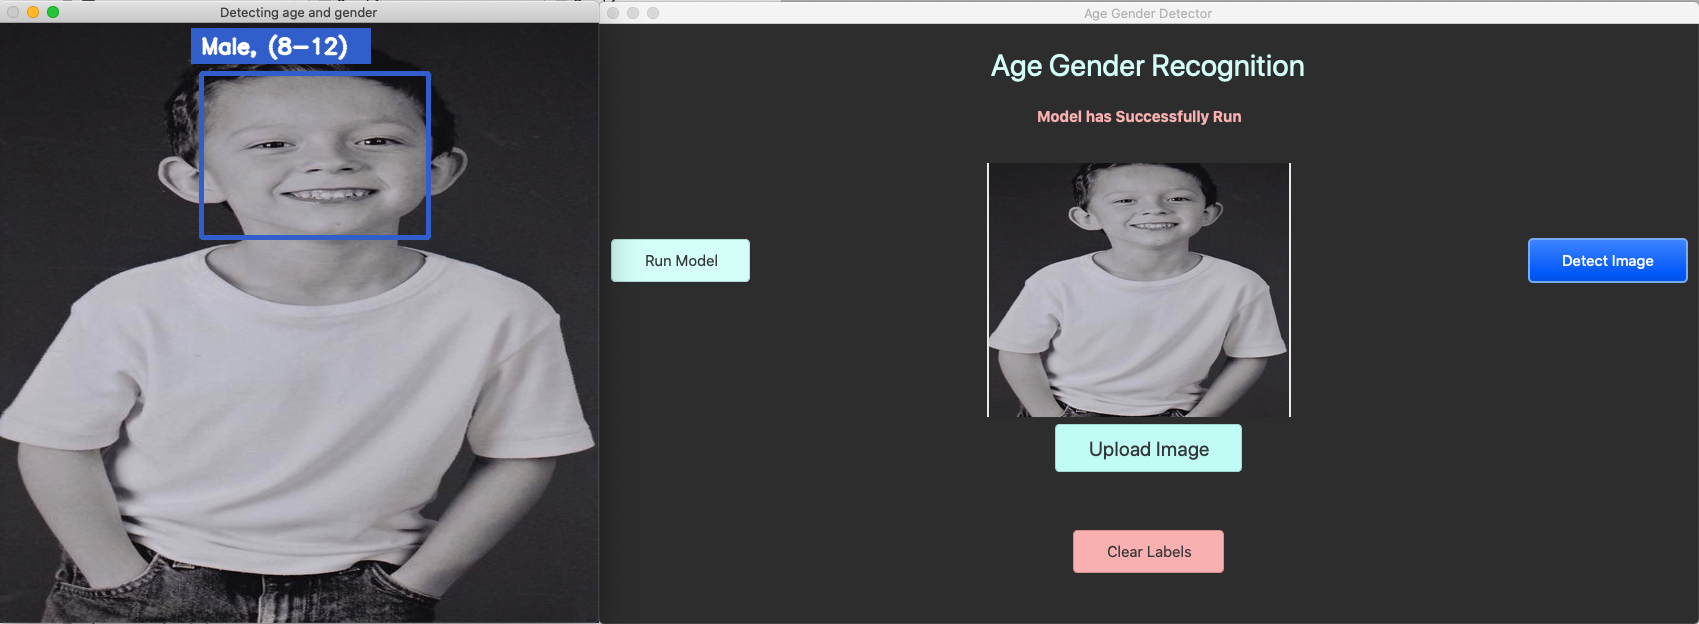 Detecting age and gender
Male, (8-12)
Age Gender Detector
Age Gender Recognition
Model has Successfully Run
Run Model
Detect Image
Upload Image
Clear Labels